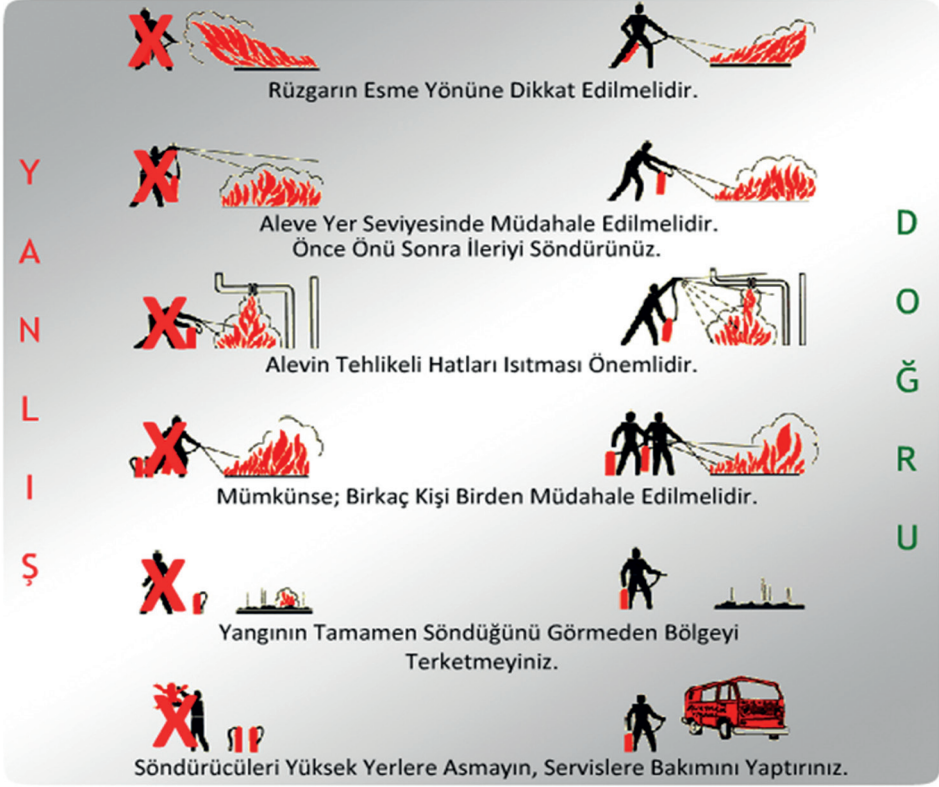 Rüzgarın Esme Yönüne Dikkat Edilmelidir.
Aleve Yer Seviyesinde Müdahale Edilmelidir.
Önce Önü Sonra İleriyi Söndürünüz.
Alevin Tehlikeli Hatları Isıtması Önemlidir.
Mümkünse; Birkaç Kişi Birden Müdahale Edilmelidir.
Yangının Tamamen Söndüğünü Görmeden Bölgeyi
Terketmeyiniz.
Söndürücüleri Yüksek Yerlere Asmayın, Servislere Bakımını Yaptırınız.
YANLIŞ
DOĞRU